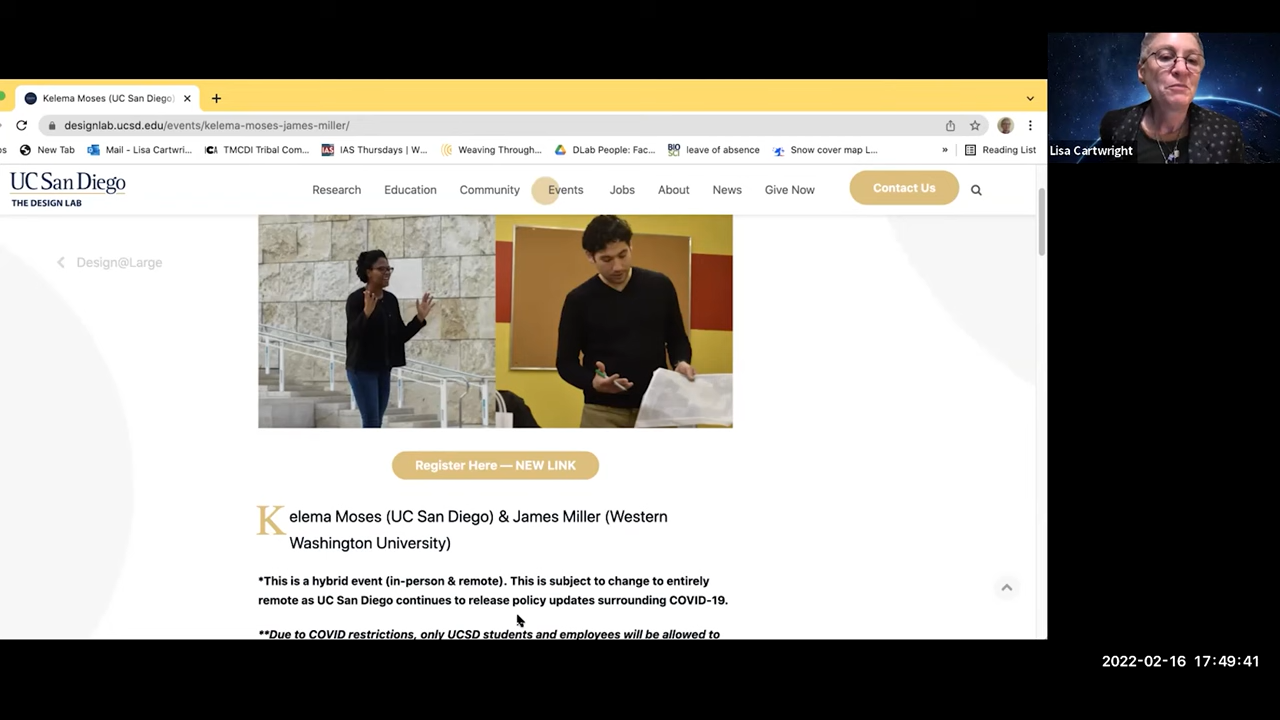 Kelema Moses (UC San Diego)
designlab.ucsd.edu/events/kelema-moses-james-miller/
New Tab
Mail - Lisa Cartwri...
TMCDI Tribal Com...
IAS Thursdays | W...
Weaving Through...
DLab People: Fac...
BIO SCI
leave of absence
Snow cover map L...
»
Reading List
UC San Diego
THE DESIGN LAB
Research
Education
Community
Events
Jobs
About
News
Give Now
Contact Us
Design@Large
Register Here — NEW LINK
Kelema Moses (UC San Diego) & James Miller (Western
Washington University)
*This is a hybrid event (in-person & remote). This is subject to change to entirely
remote as UC San Diego continues to release policy updates surrounding COVID-19.
**Due to COVID restrictions, only UCSD students and employees will be allowed to
Lisa Cartwright
2022-02-16 17:49:41